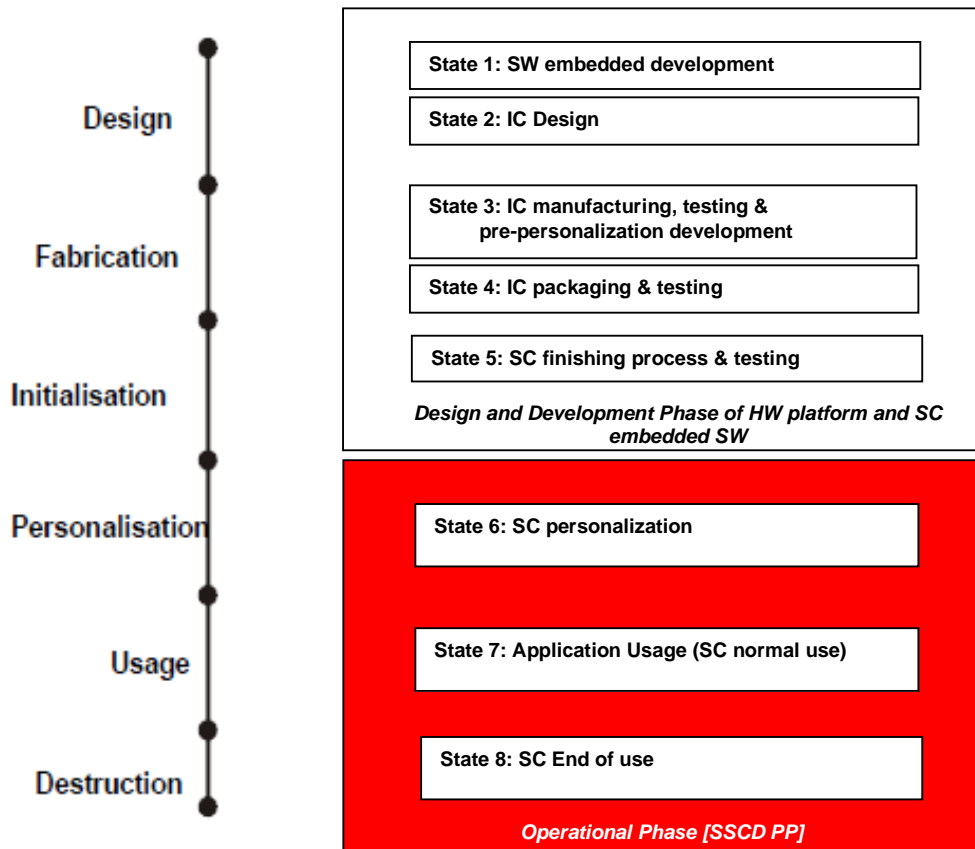 Design
Fabrication
Initialisation
Personalisation
Usage
Destruction
State 1: SW embedded development
State 2: IC Design
State 3: IC manufacturing, testing &
pre-personalization development
State 4: IC packaging & testing
State 5: SC finishing process & testing
Design and Development Phase of HW platform and SC
embedded SW
State 6: SC personalization
State 7: Application Usage (SC normal use)
State 8: SC End of use
Operational Phase [SSCD PP]